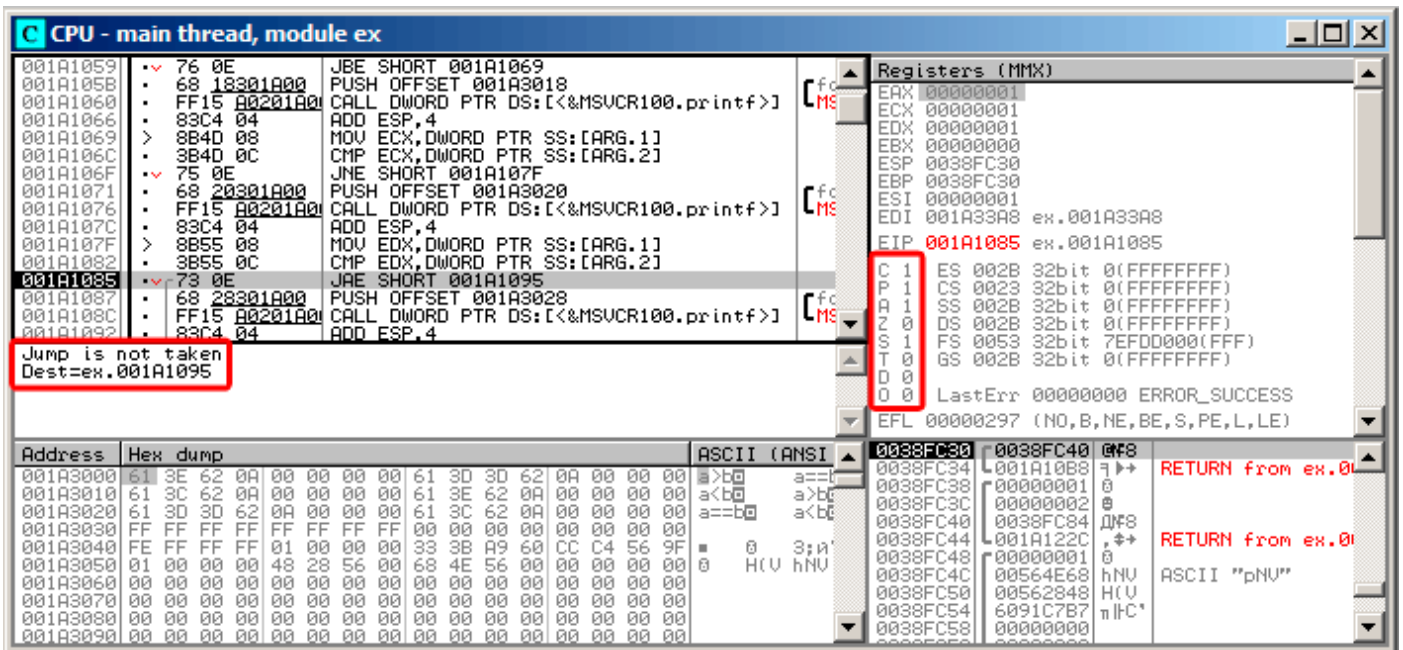 C CPU - main thread, module ex
001A1059 76 0E JBE SHORT 001A1069
001A105B 68 18301A00 PUSH OFFSET 001A3018
001A1060 FF15 A0201A0 CALL DWORD PTR DS:[<&MSVCR100.printf>]
001A1066 83C4 04 ADD ESP,4
001A1069 > 8B4D 08 MOV ECX,DWORD PTR SS:[ARG.1]
001A106C 3B4D 0C CMP ECX,DWORD PTR SS:[ARG.2]
001A106F 75 0E JNE SHORT 001A107F
001A1071 68 20301A00 PUSH OFFSET 001A3020
001A1076 FF15 A0201A0 CALL DWORD PTR DS:[<&MSVCR100.printf>]
001A107C 83C4 04 ADD ESP,4
001A107F > 8B55 08 MOV EDX,DWORD PTR SS:[ARG.1]
001A1082 3B55 0C CMP EDX,DWORD PTR SS:[ARG.2]
001A1085 73 0E JAE SHORT 001A1095
001A1087 68 28301A00 PUSH OFFSET 001A3028
001A108C FF15 A0201A0 CALL DWORD PTR DS:[<&MSVCR100.printf>]
001A1092 83C4 04 ADD ESP,4
Jump is not taken
Dest=ex.001A1095
Registers (MMX)
EAX 00000001
ECX 00000001
EDX 00000001
EBX 00000000
ESP 0038FC30
EBP 0038FC30
ESI 00000001
EDI 001A33A8 ex.001A33A8
EIP 001A1085 ex.001A1085
C 1 ES 002B 32bit 0(FFFFFFFF)
P 1 CS 0023 32bit 0(FFFFFFFF)
A 1 SS 002B 32bit 0(FFFFFFFF)
Z 0 DS 002B 32bit 0(FFFFFFFF)
S 1 FS 0053 32bit 7EFDD000(FFF)
T 0 GS 002B 32bit 0(FFFFFFFF)
D 0
O 0 LastErr 00000000 ERROR_SUCCESS
EFL 00000297 (NO,B,NE,BE,S,PE,L,LE)
Address Hex dump ASCII (ANSI
001A3000 61 3E 62 0A 00 00 00 00 61 3D 3D 62 0A 00 00 00 a>b a==b
001A3010 61 3C 62 0A 00 00 00 00 61 3E 62 0A 00 00 00 00 a<b a>b
001A3020 61 3D 3D 62 0A 00 00 00 61 3C 62 0A 00 00 00 00 a==b a<b
001A3030 FF FF FF FF FF FF FF FF 00 00 00 00 00 00 00 00
001A3040 FE FF FF FF 01 00 00 00 33 3B A9 60 CC C4 56 9F
001A3050 01 00 00 00 48 28 56 00 68 4E 56 00 00 00 00 00 H(V hNV
001A3060 00 00 00 00 00 00 00 00 00 00 00 00 00 00 00 00
001A3070 00 00 00 00 00 00 00 00 00 00 00 00 00 00 00 00
001A3080 00 00 00 00 00 00 00 00 00 00 00 00 00 00 00 00
001A3090 00 00 00 00 00 00 00 00 00 00 00 00 00 00 00 00
0038FC30 0038FC40
0038FC34 001A10B8 RETURN from ex.0
0038FC38 00000001
0038FC3C 00000002
0038FC40 0038FC84
0038FC44 001A122C RETURN from ex.0
0038FC48 00000001
0038FC4C 00564E68 hNV ASCII "pNV"
0038FC50 00562848 H(V
0038FC54 6091C7B7
0038FC58 00000000